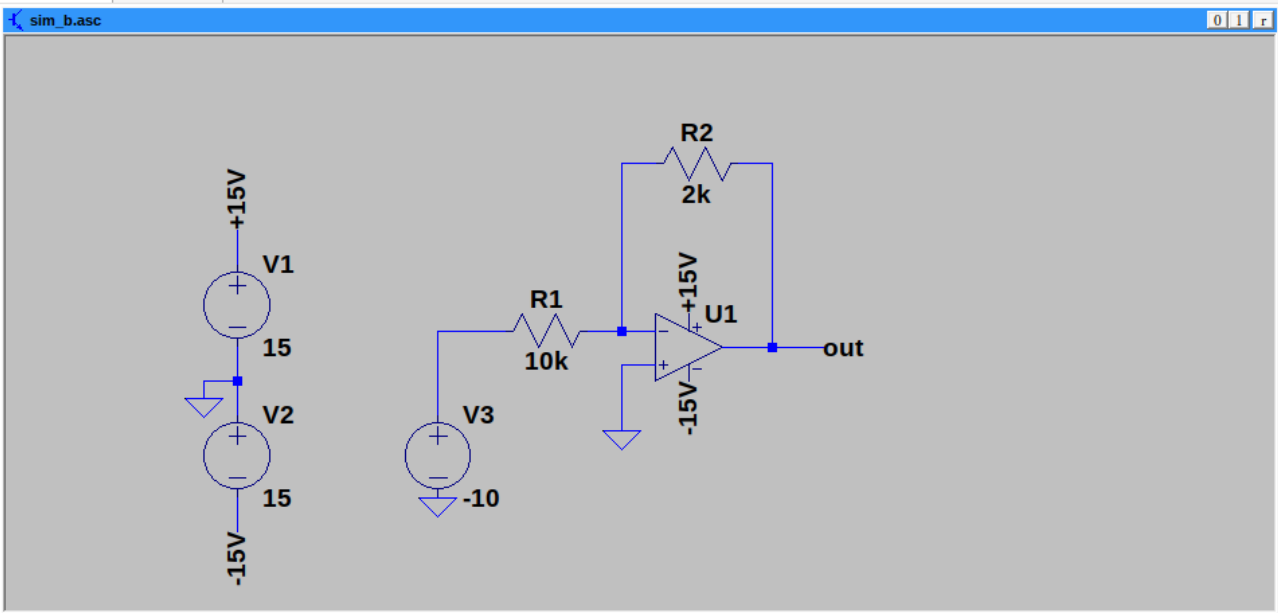 sim_b.asc
0 1 r
R2
2k
+15V
V1
15
V2
15
-15V
R1
10k
V3
-10
+15V
U1
-15V
out